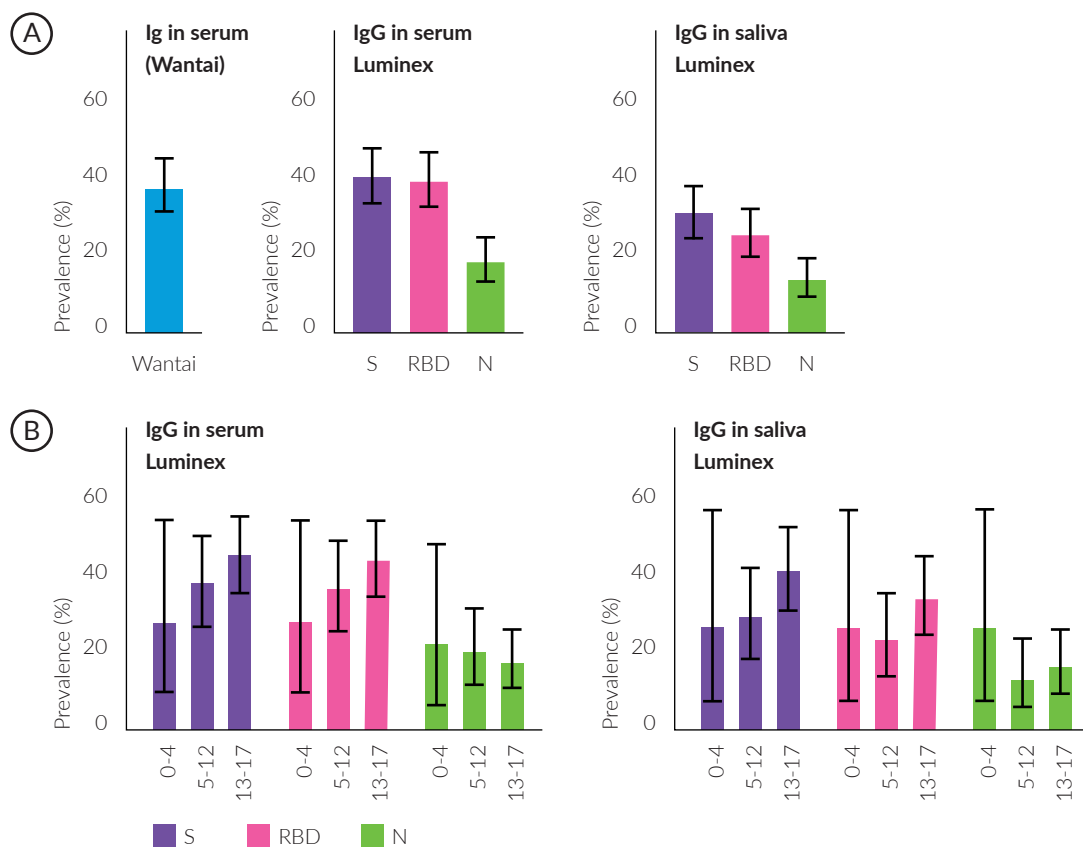 A
Ig in serum
(Wantai)
Prevalence (%)
60
40
20
0
Wantai
IgG in serum
Luminex
Prevalence (%)
60
40
20
0
S RBD N
IgG in saliva
Luminex
Prevalence (%)
60
40
20
0
S RBD N
B
IgG in serum
Luminex
Prevalence (%)
60
40
20
0
0-4 5-12 13-17 0-4 5-12 13-17 0-4 5-12 13-17
IgG in saliva
Luminex
Prevalence (%)
60
40
20
0
0-4 5-12 13-17 0-4 5-12 13-17 0-4 5-12 13-17
S RBD N